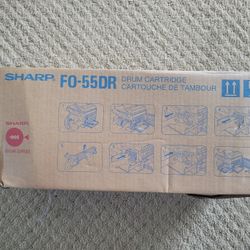 SHARP FO-55DR DRUM CARTRIDGE
CARTOUCHE DE TAMBOUR
SHARP